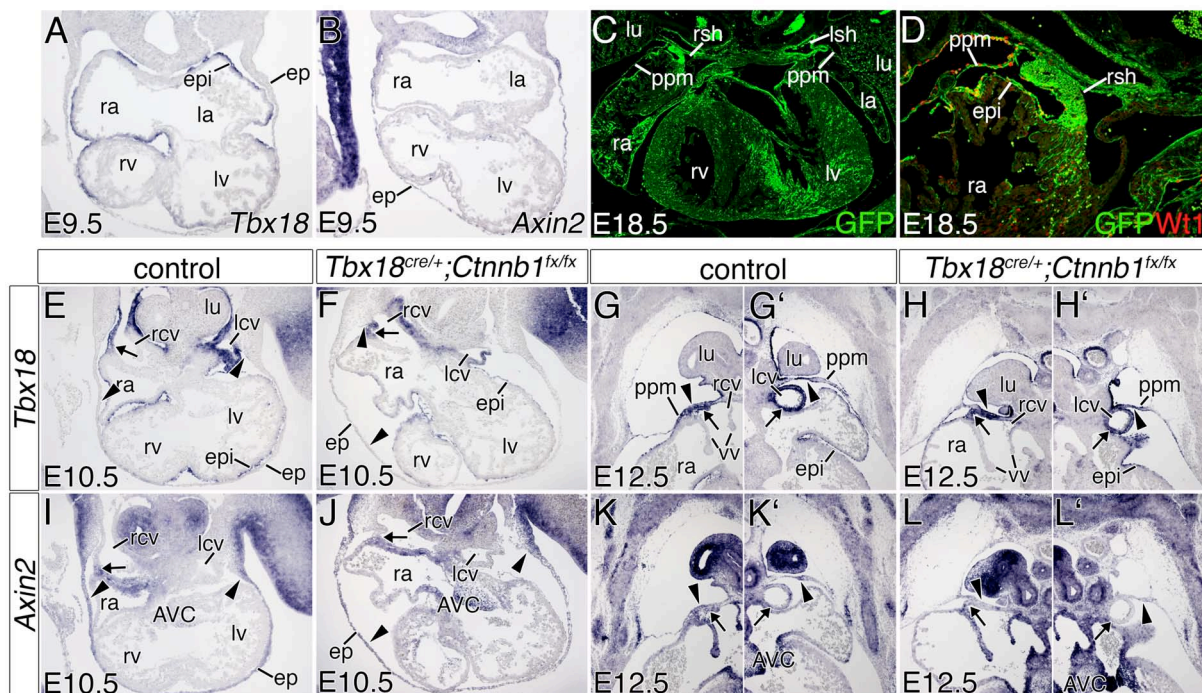 A
epi
ep
ra
la
rv
lv
E9.5
Tbx18
B
ra
la
rv
lv
ep
E9.5
Axin2
C
lu
rsh
lsh
ppm
ppm
lu
la
ra
rv
lv
E18.5
GFP
D
ppm
rsh
epi
ra
E18.5
GFPWt1
control
Tbx18cre/+;Ctnnb1fx/fx
control
Tbx18cre/+;Ctnnb1fx/fx
Tbx18
E
lu
rcv
lcv
ra
lv
rv
epi
ep
E10.5
F
rcv
ra
lcv
epi
ep
rv
lv
E10.5
G
lu
ppm
rcv
vv
ra
E12.5
G‘
lu
ppm
lcv
epi
H
lu
rcv
ra
vv
E12.5
H‘
lcv
ppm
epi
Axin2
I
rcv
lcv
ra
AVC
lv
rv
ep
E10.5
J
rcv
ra
lcv
AVC
ep
E10.5
K
E12.5
K‘
AVC
L
E12.5
L‘
AVC